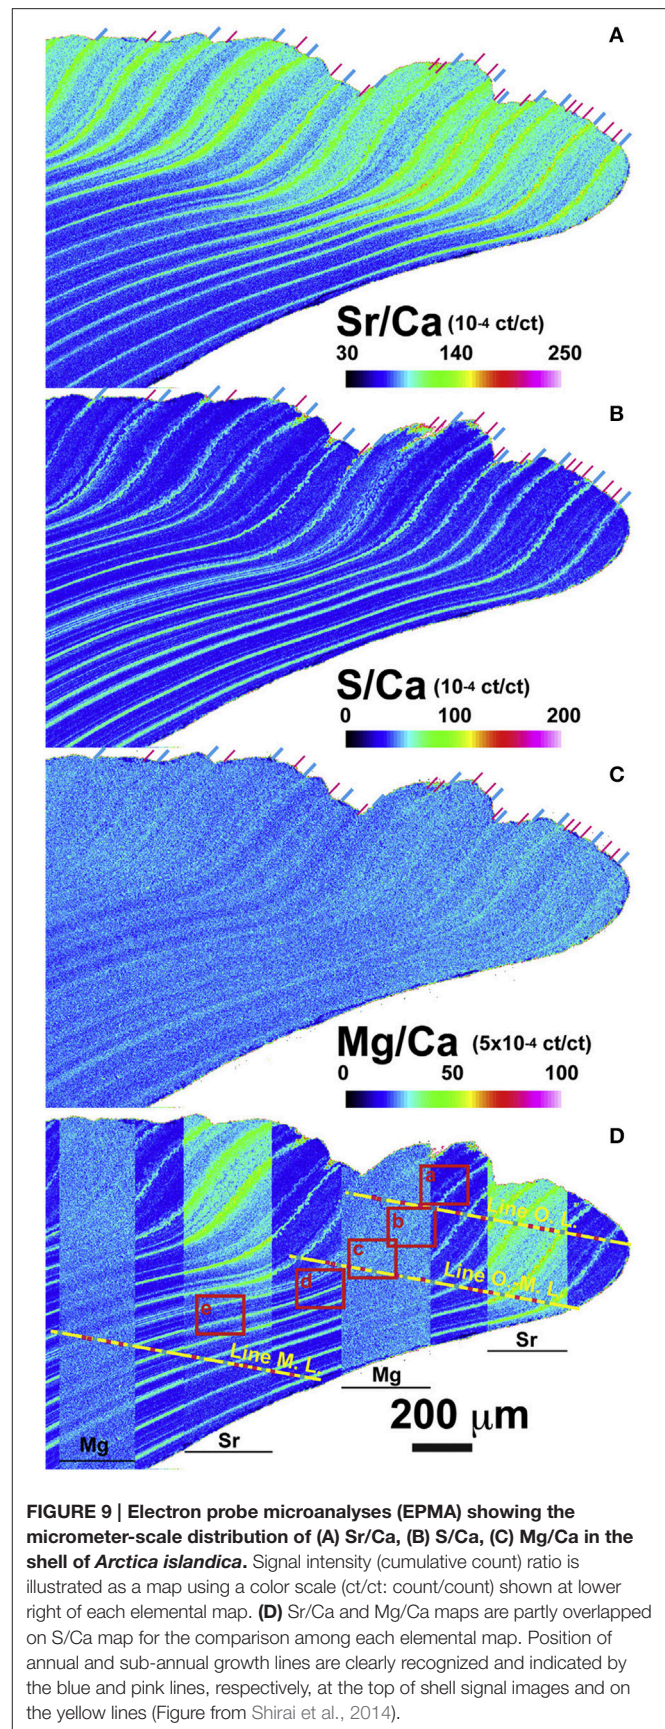 A
Sr/Ca (10-4 ct/ct)
30 140 250
B
S/Ca (10-4 ct/ct)
0 100 200
C
Mg/Ca (5x10-4 ct/ct)
0 50 100
D
a
Line O. L.
b
c
Line O.-M. L.
d
e
Line M. L.
Sr
Mg
200 μm
Sr
Mg
FIGURE 9 | Electron probe microanalyses (EPMA) showing the
micrometer-scale distribution of (A) Sr/Ca, (B) S/Ca, (C) Mg/Ca in the
shell of Arctica islandica. Signal intensity (cumulative count) ratio is
illustrated as a map using a color scale (ct/ct: count/count) shown at lower
right of each elemental map. (D) Sr/Ca and Mg/Ca maps are partly overlapped
on S/Ca map for the comparison among each elemental map. Position of
annual and sub-annual growth lines are clearly recognized and indicated by
the blue and pink lines, respectively, at the top of shell signal images and on
the yellow lines (Figure from Shirai et al., 2014).